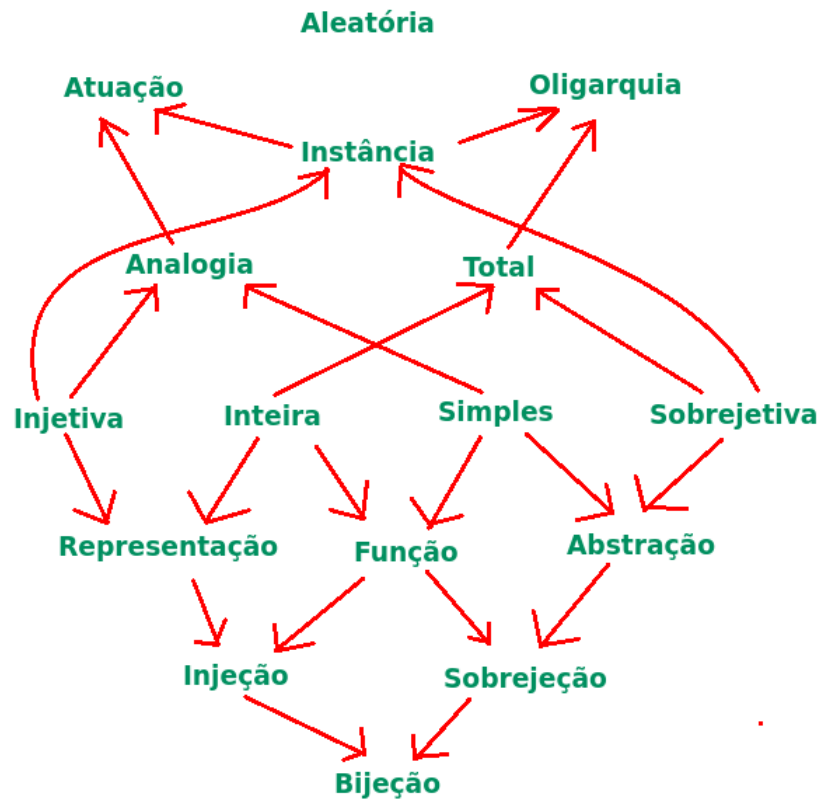 Aleatória
Atuação
Oligarquia
Instância
Analogia
Total
Injetiva
Inteira
Simples
Sobrejetiva
Representação
Função
Abstração
Injeção
Sobrejeção
Bijeção